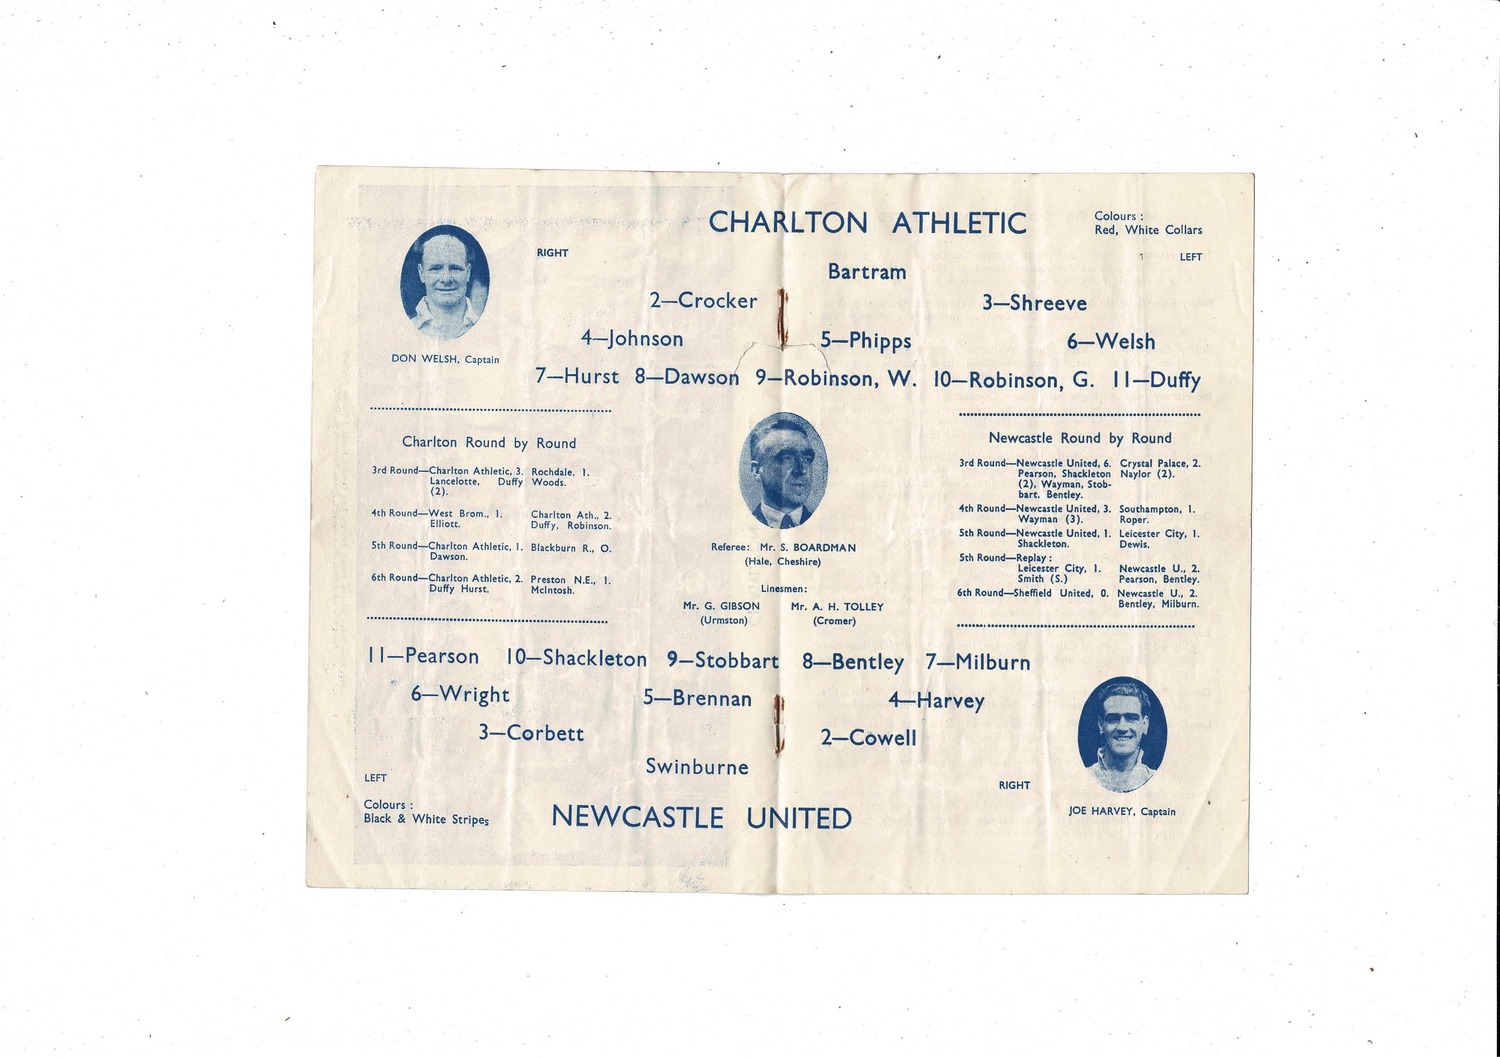 CHARLTON ATHLETIC
Colours :
Red, White Collars
RIGHT
LEFT
Bartram
2—Crocker 3—Shreeve
4—Johnson 5—Phipps 6—Welsh
DON WELSH, Captain
7—Hurst 8—Dawson 9—Robinson, W. 10—Robinson, G. 11—Duffy
Charlton Round by Round
3rd Round—Charlton Athletic, 3. Rochdale, 1.
Lancelotte, Duffy Woods.
(2).
4th Round—West Brom., 1. Charlton Ath., 2.
Elliott. Duffy, Robinson.
5th Round—Charlton Athletic, 1. Blackburn R., O.
Dawson.
6th Round—Charlton Athletic, 2. Preston N.E., 1.
Duffy Hurst. McIntosh.
Referee: Mr. S. BOARDMAN
(Hale, Cheshire)
Linesmen:
Mr. G. GIBSON Mr. A. H. TOLLEY
(Urmston) (Cromer)
Newcastle Round by Round
3rd Round—Newcastle United, 6. Crystal Palace, 2.
Pearson, Shackleton Naylor (2).
(2), Wayman, Stob-
bart, Bentley.
4th Round—Newcastle United, 3. Southampton, 1.
Wayman (3). Roper.
5th Round—Newcastle United, 1. Leicester City, 1.
Shackleton. Dewis.
5th Round—Replay :
Leicester City, 1. Newcastle U., 2.
Smith (S.) Pearson, Bentley.
6th Round—Sheffield United, 0. Newcastle U., 2.
Bentley, Milburn.
11—Pearson 10—Shackleton 9—Stobbart 8—Bentley 7—Milburn
6—Wright 5—Brennan 4—Harvey
3—Corbett 2—Cowell
Swinburne
LEFT
RIGHT
Colours :
Black & White Stripes
NEWCASTLE UNITED
JOE HARVEY, Captain